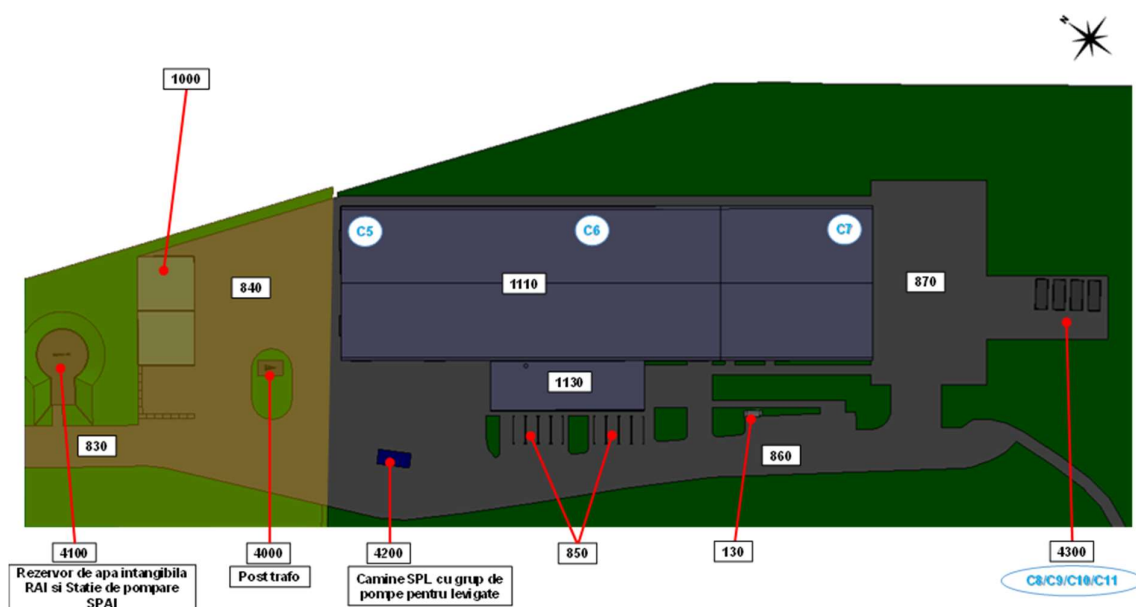 N
1000
C5
C6
C7
840
1110
870
1130
830
860
4100
Rezervor de apa intangibila
RAI si Statie de pompare
SPAI
4000
Post trafo
4200
Camine SPL cu grup de
pompe pentru levigate
850
130
4300
C8/C9/C10/C11